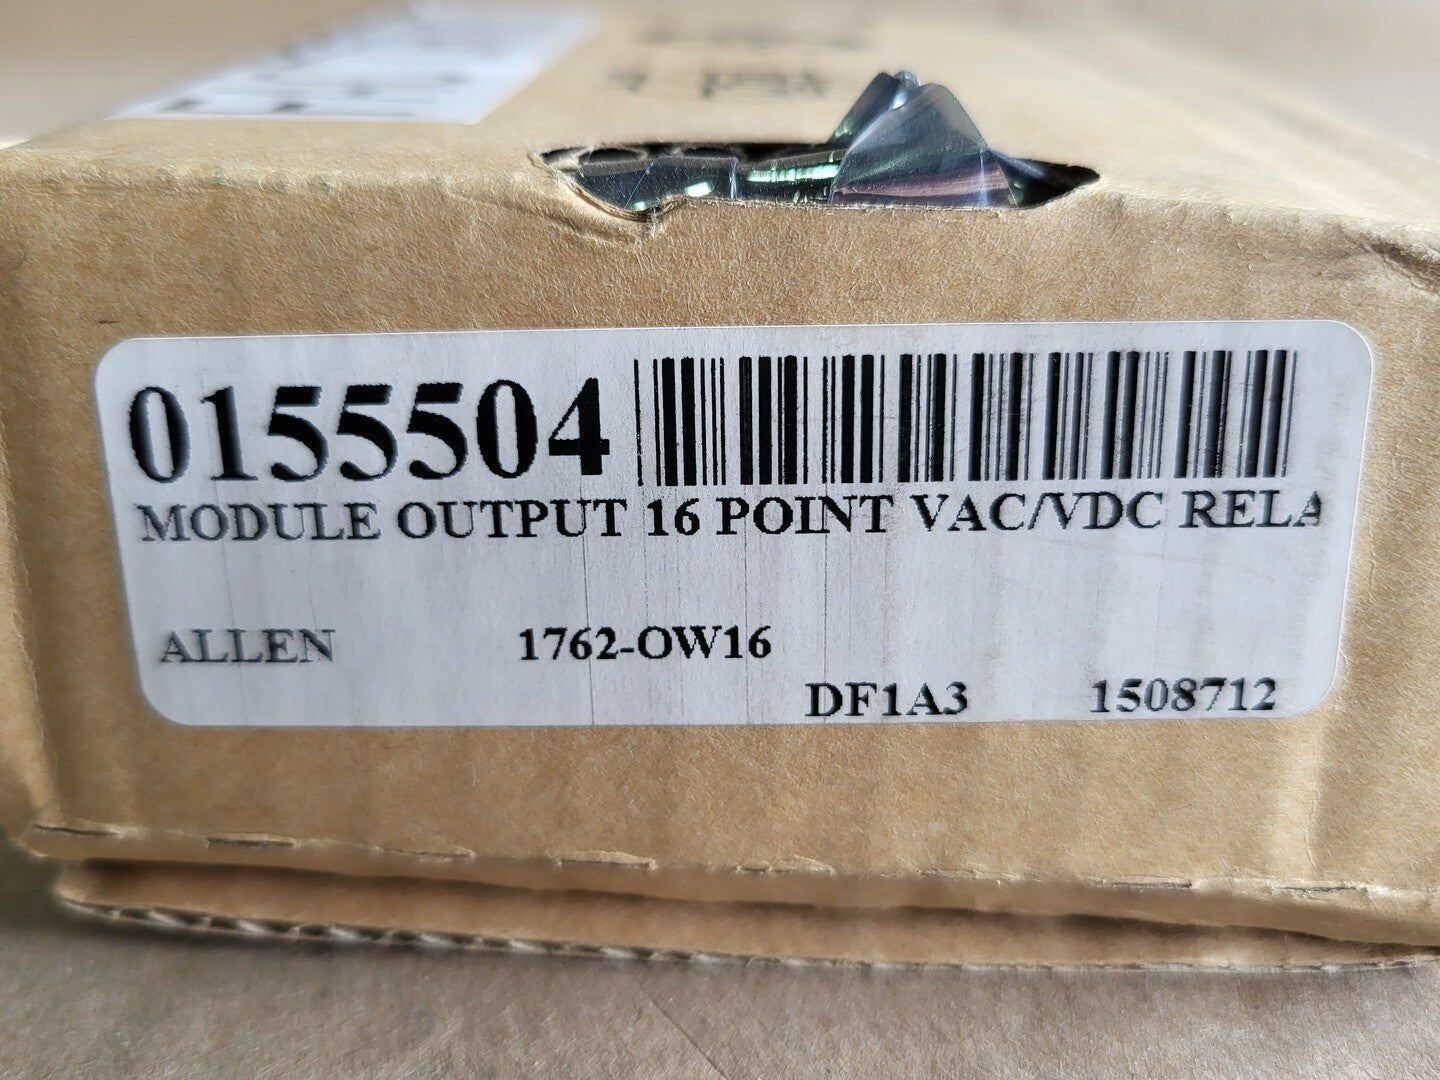 0155504
MODULE OUTPUT 16 POINT VAC/VDC RELA
ALLEN 1762-OW16
DF1A3 1508712